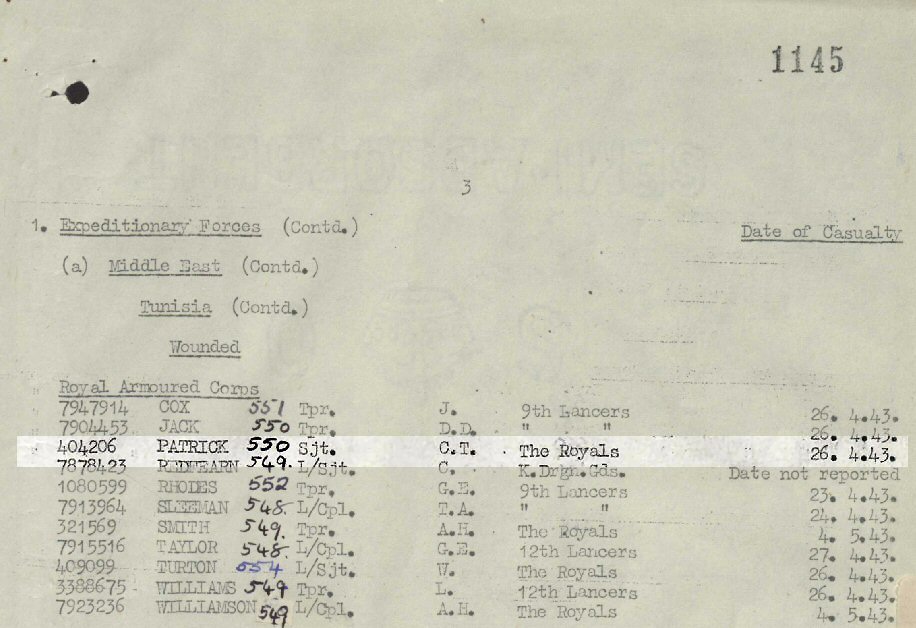 1145
3
1. Expeditionary Forces (Contd.) Date of Casualty
(a) Middle East (Contd.)
Tunisia (Contd.)
Wounded
Royal Armoured Corps
7947914 COX 551 Tpr. J. 9th Lancers 26. 4.43.
7904453 JACK 550 Tpr. D.D. " " 26. 4.43.
404206 PATRICK 550 Sjt. C.T. The Royals 26. 4.43.
7878423 REDFEARN 549. L/Sjt. C. K.Drgn.Gds. Date not reported
1080599 RHODES 552 Tpr. G.E. 9th Lancers 23. 4.43.
7913964 SLEEMAN 548. L/Cpl. T.A. " " 24. 4.43.
321569 SMITH 549. Tpr. A.H. The Royals 4. 5.43.
7915516 TAYLOR 548. L/Cpl. G.E. 12th Lancers 27. 4.43.
409099 TURTON 554 L/Sjt. W. The Royals 26. 4.43.
3388675 WILLIAMS 549 Tpr. L. 12th Lancers 26. 4.43.
7923236 WILLIAMSON 549 L/Cpl. A.H. The Royals 4. 5.43.